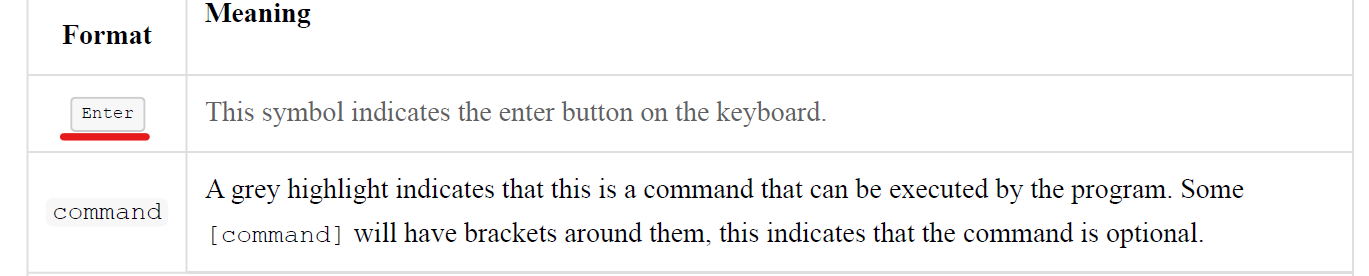 Format
Meaning
Enter
This symbol indicates the enter button on the keyboard.
command
A grey highlight indicates that this is a command that can be executed by the program. Some
[command] will have brackets around them, this indicates that the command is optional.